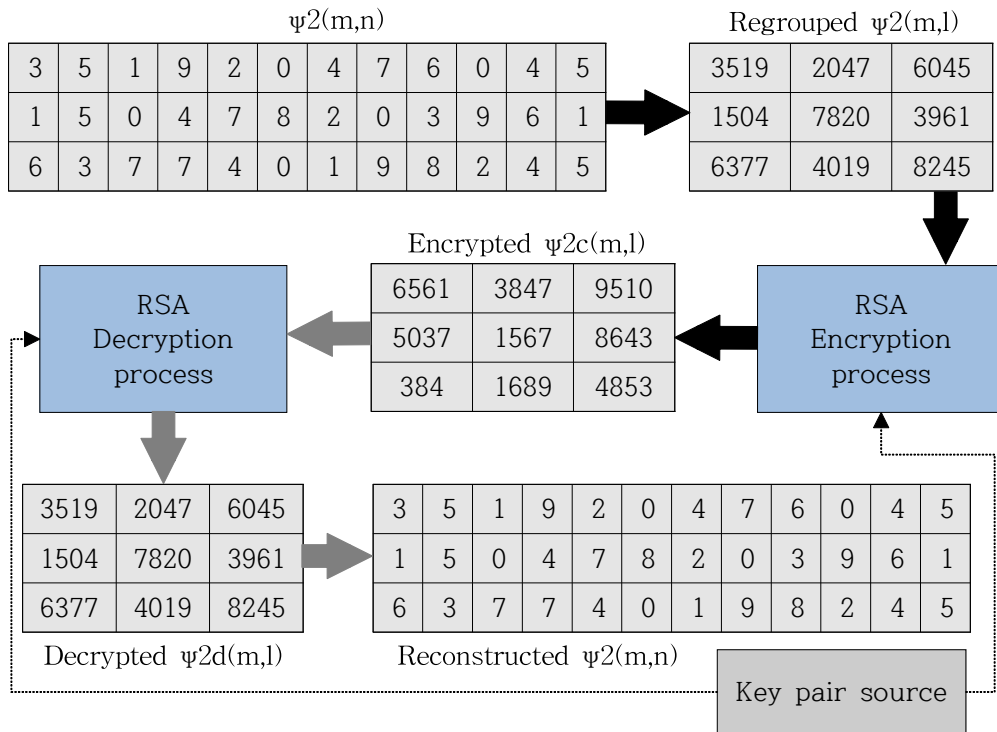 ψ2(m,n)
3 5 1 9 2 0 4 7 6 0 4 5
1 5 0 4 7 8 2 0 3 9 6 1
6 3 7 7 4 0 1 9 8 2 4 5
Regrouped ψ2(m,l)
3519 2047 6045
1504 7820 3961
6377 4019 8245
RSA
Encryption
process
Encrypted ψ2c(m,l)
6561 3847 9510
5037 1567 8643
384 1689 4853
RSA
Decryption
process
3519 2047 6045
1504 7820 3961
6377 4019 8245
Decrypted ψ2d(m,l)
3 5 1 9 2 0 4 7 6 0 4 5
1 5 0 4 7 8 2 0 3 9 6 1
6 3 7 7 4 0 1 9 8 2 4 5
Reconstructed ψ2(m,n)
Key pair source